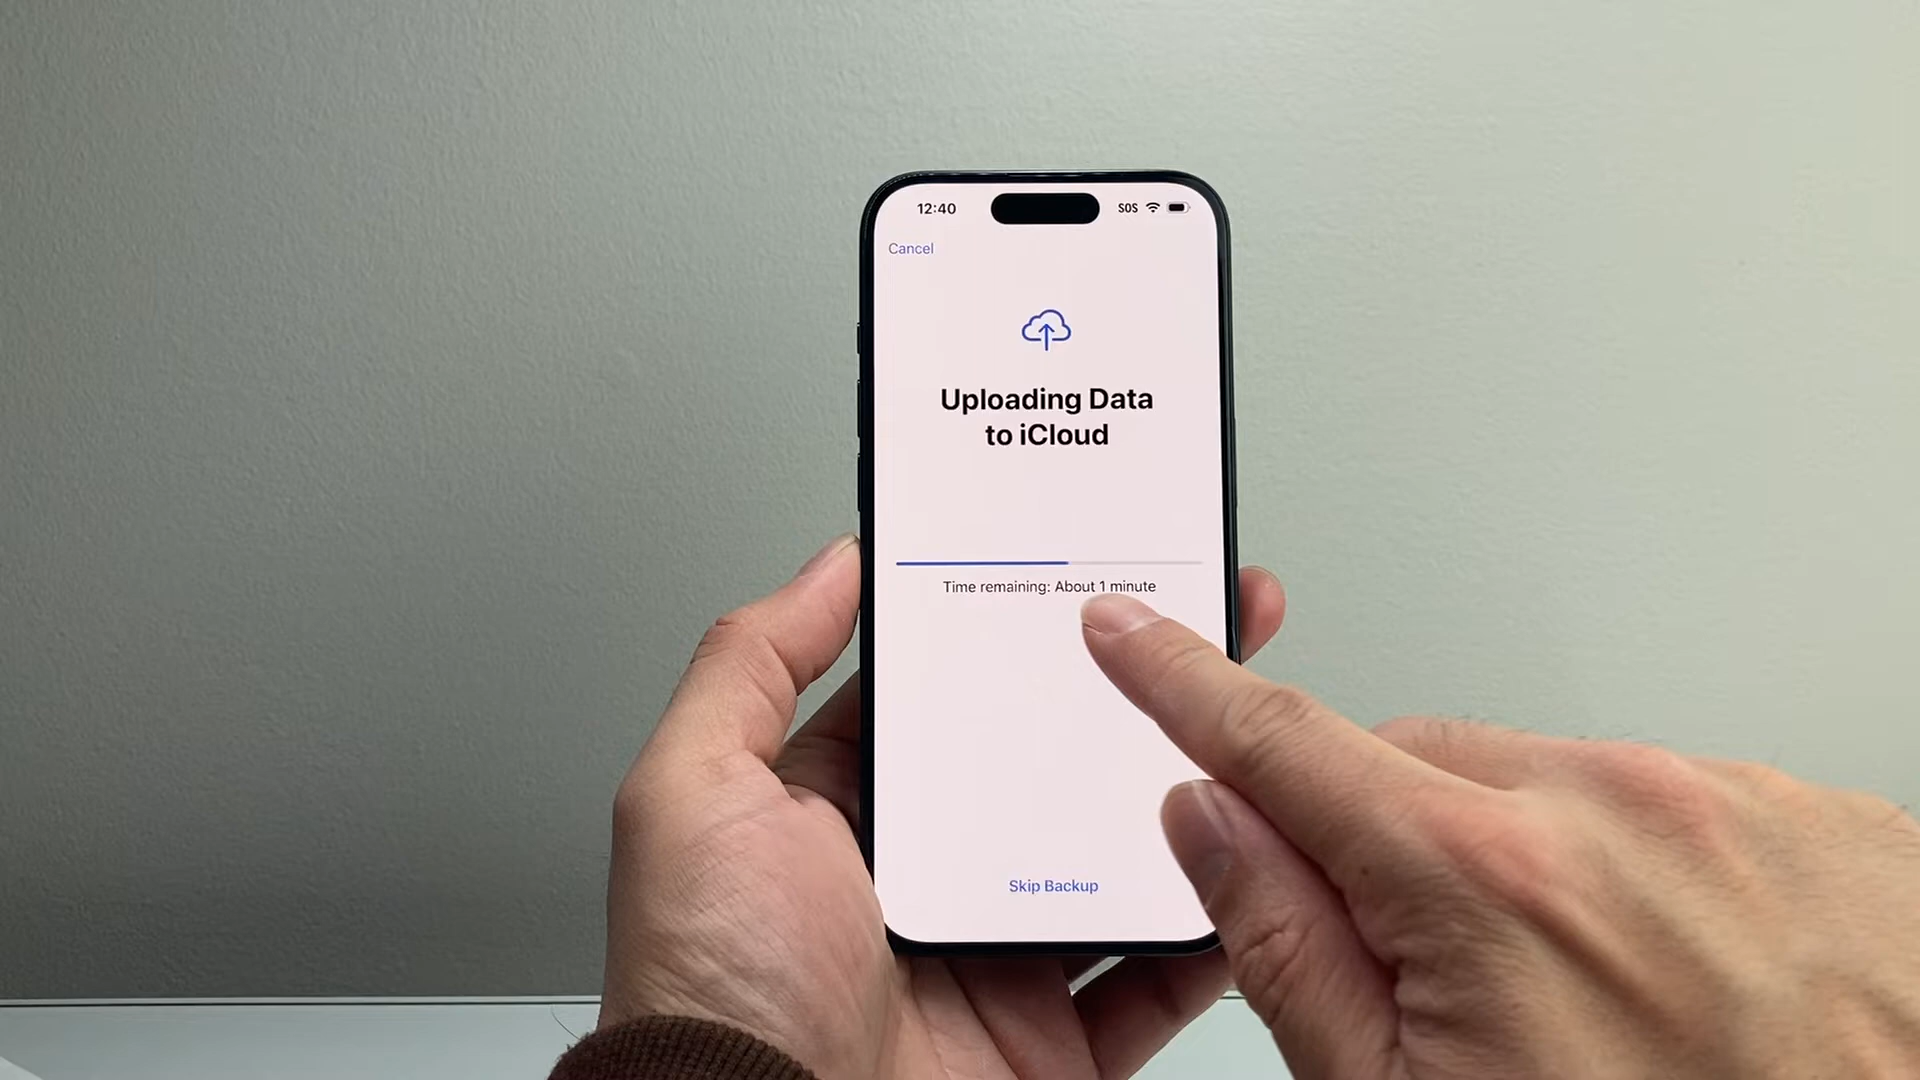 12:40
SOS
Cancel
Uploading Data
to iCloud
Time remaining: About 1 minute
Skip Backup